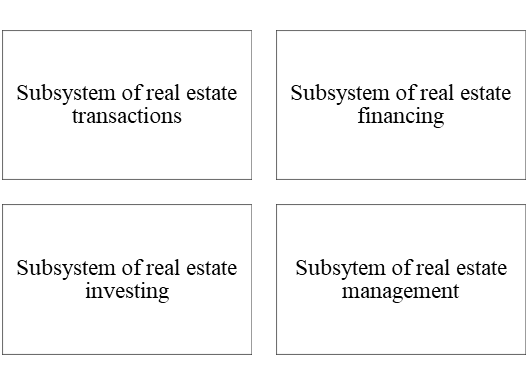 Subsystem of real estate
transactions
Subsystem of real estate
financing
Subsystem of real estate
investing
Subsytem of real estate
management